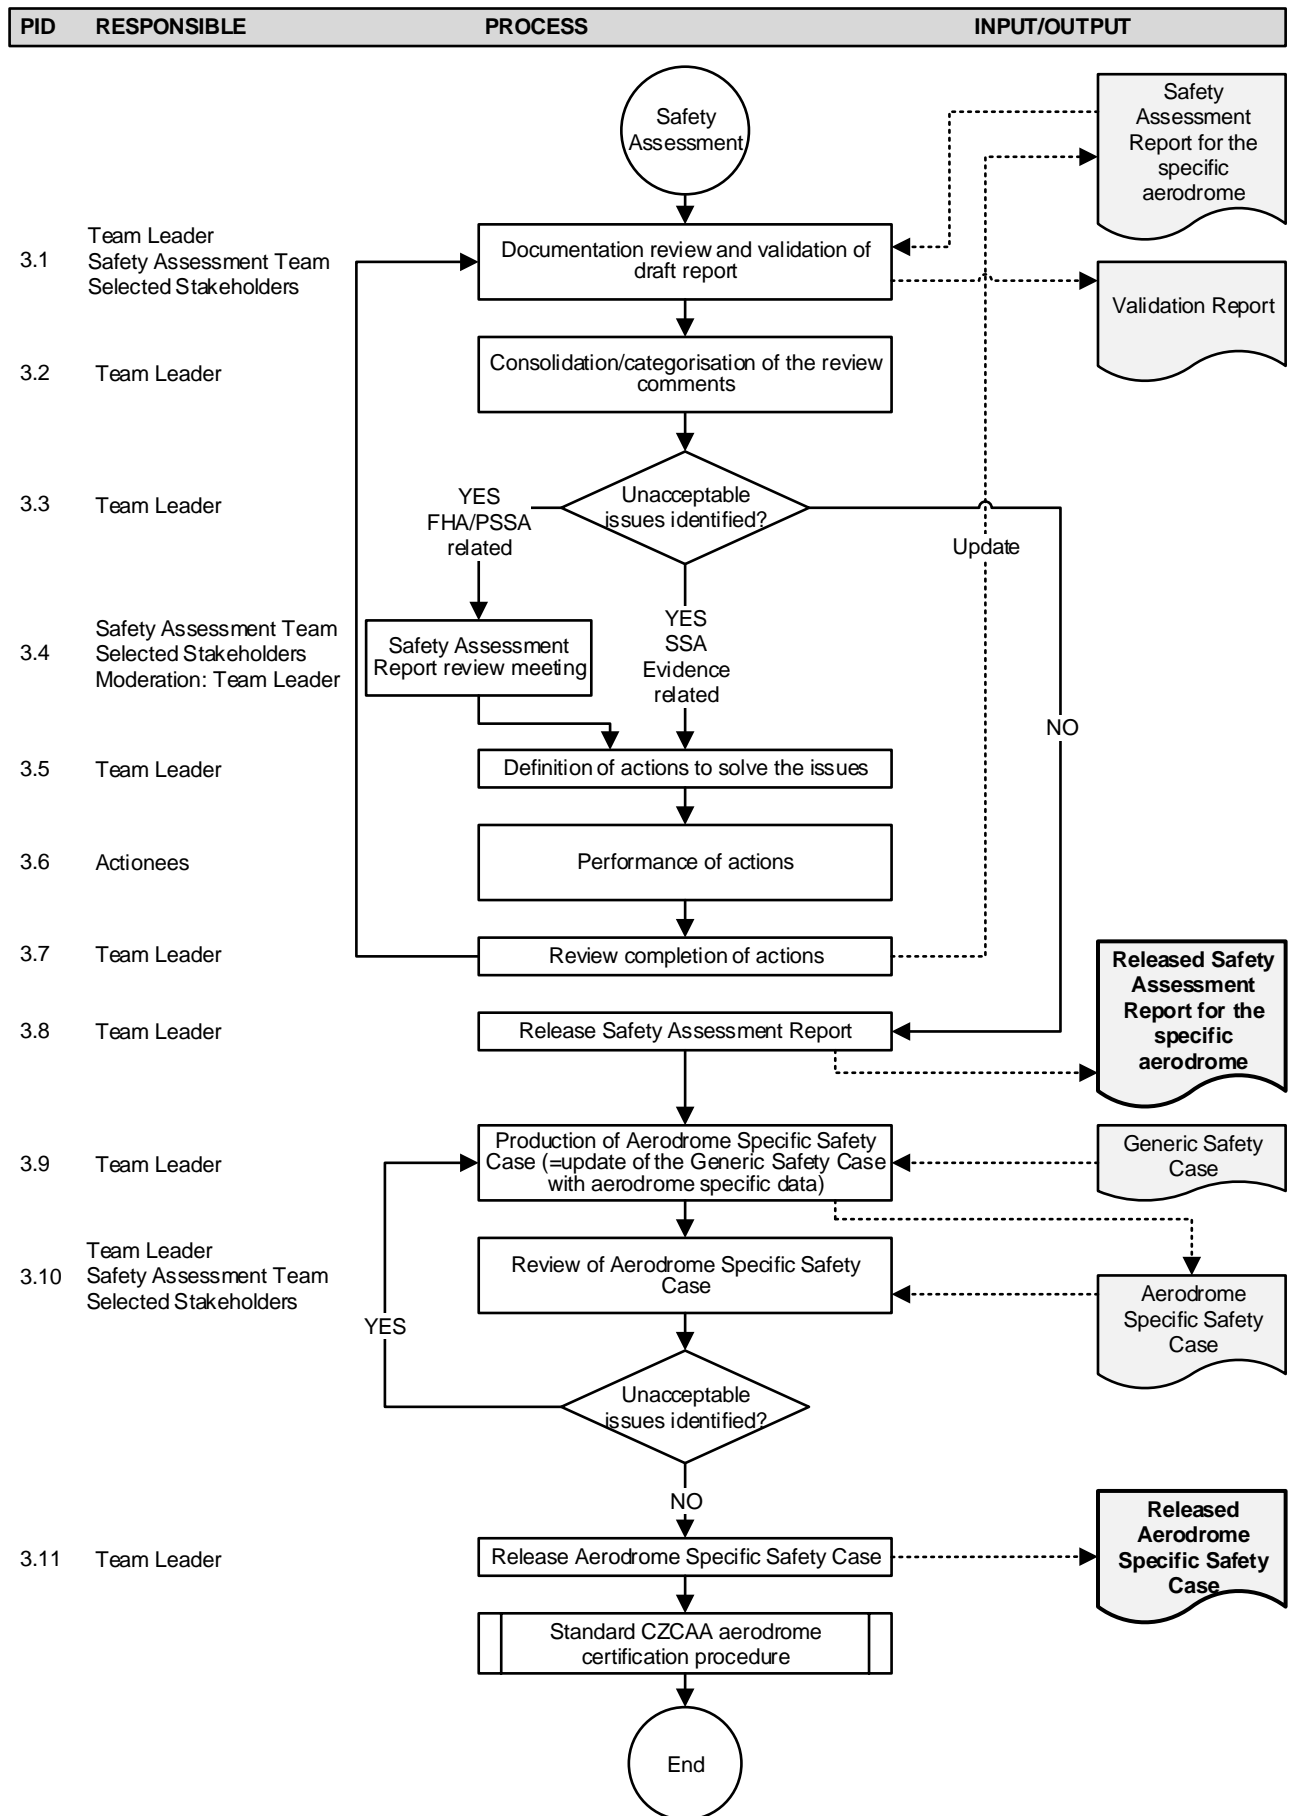 PID RESPONSIBLE PROCESS INPUT/OUTPUT
Safety
Assessment
Safety
Assessment
Report for the
specific
aerodrome
3.1
Team Leader
Safety Assessment Team
Selected Stakeholders
Documentation review and validation of
draft report
Validation Report
3.2
Team Leader
Consolidation/categorisation of the review
comments
3.3
Team Leader
Unacceptable
issues identified?
YES
FHA/PSSA
related
Update
YES
SSA
Evidence
related
NO
3.4
Safety Assessment Team
Selected Stakeholders
Moderation: Team Leader
Safety Assessment
Report review meeting
3.5
Team Leader
Definition of actions to solve the issues
3.6
Actionees
Performance of actions
3.7
Team Leader
Review completion of actions
Released Safety
Assessment
Report for the
specific
aerodrome
3.8
Team Leader
Release Safety Assessment Report
3.9
Team Leader
Production of Aerodrome Specific Safety
Case (=update of the Generic Safety Case
with aerodrome specific data)
Generic Safety
Case
3.10
Team Leader
Safety Assessment Team
Selected Stakeholders
Review of Aerodrome Specific Safety
Case
Aerodrome
Specific Safety
Case
YES
Unacceptable
issues identified?
NO
3.11
Team Leader
Release Aerodrome Specific Safety Case
Released
Aerodrome
Specific Safety
Case
Standard CZCAA aerodrome
certification procedure
End